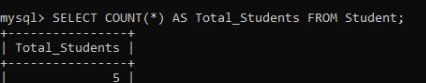 mysql> SELECT COUNT(*) AS Total_Students FROM Student;
+----------------+
| Total_Students |
+----------------+
|              5 |